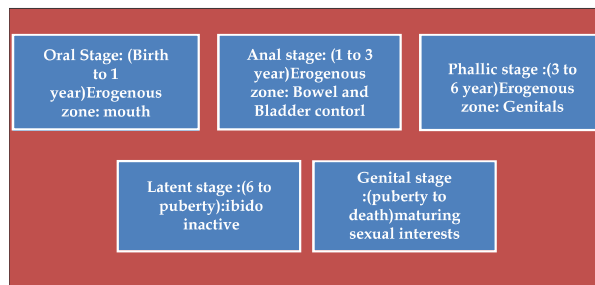 Oral Stage: (Birth
to 1
year)Erogenous
zone: mouth
Anal stage: (1 to 3
year)Erogenous
zone: Bowel and
Bladder contorl
Phallic stage :(3 to
6 year)Erogenous
zone: Genitals
Latent stage :(6 to
puberty):ibido
inactive
Genital stage
:(puberty to
death)maturing
sexual interests